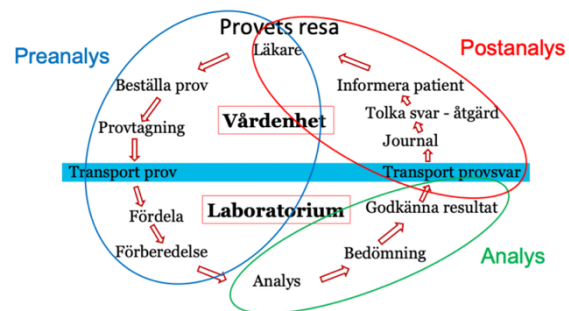 Provets resa
Preanalys
Läkare
Postanalys
Beställa prov
Informera patient
Tolka svar - åtgärd
Provtagning
Vårdenhet
Journal
Transport prov
Transport provsvar
Fördela
Laboratorium
Godkänna resultat
Förberedelse
Bedömning
Analys
Analys